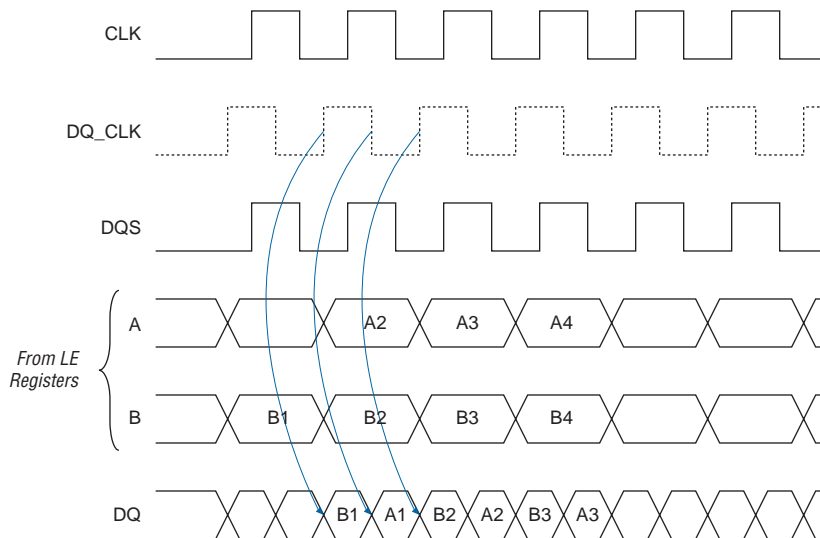 CLK
DQ_CLK
DQS
A
A2
A3
A4
From LE
Registers
B
B1
B2
B3
B4
DQ
B1
A1
B2
A2
B3
A3